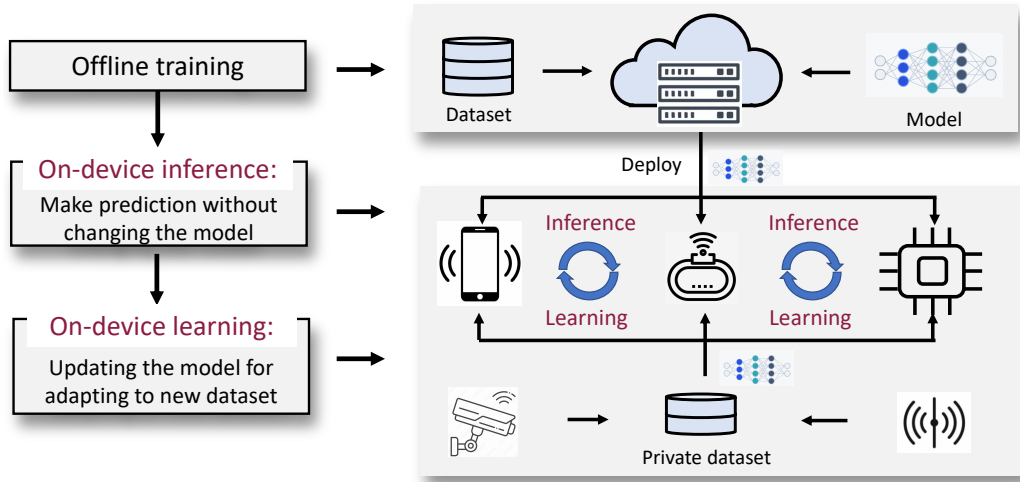 Offline training
On-device inference:
Make prediction without
changing the model
On-device learning:
Updating the model for
adapting to new dataset
Dataset
Model
Deploy
Inference
Learning
Inference
Learning
Private dataset